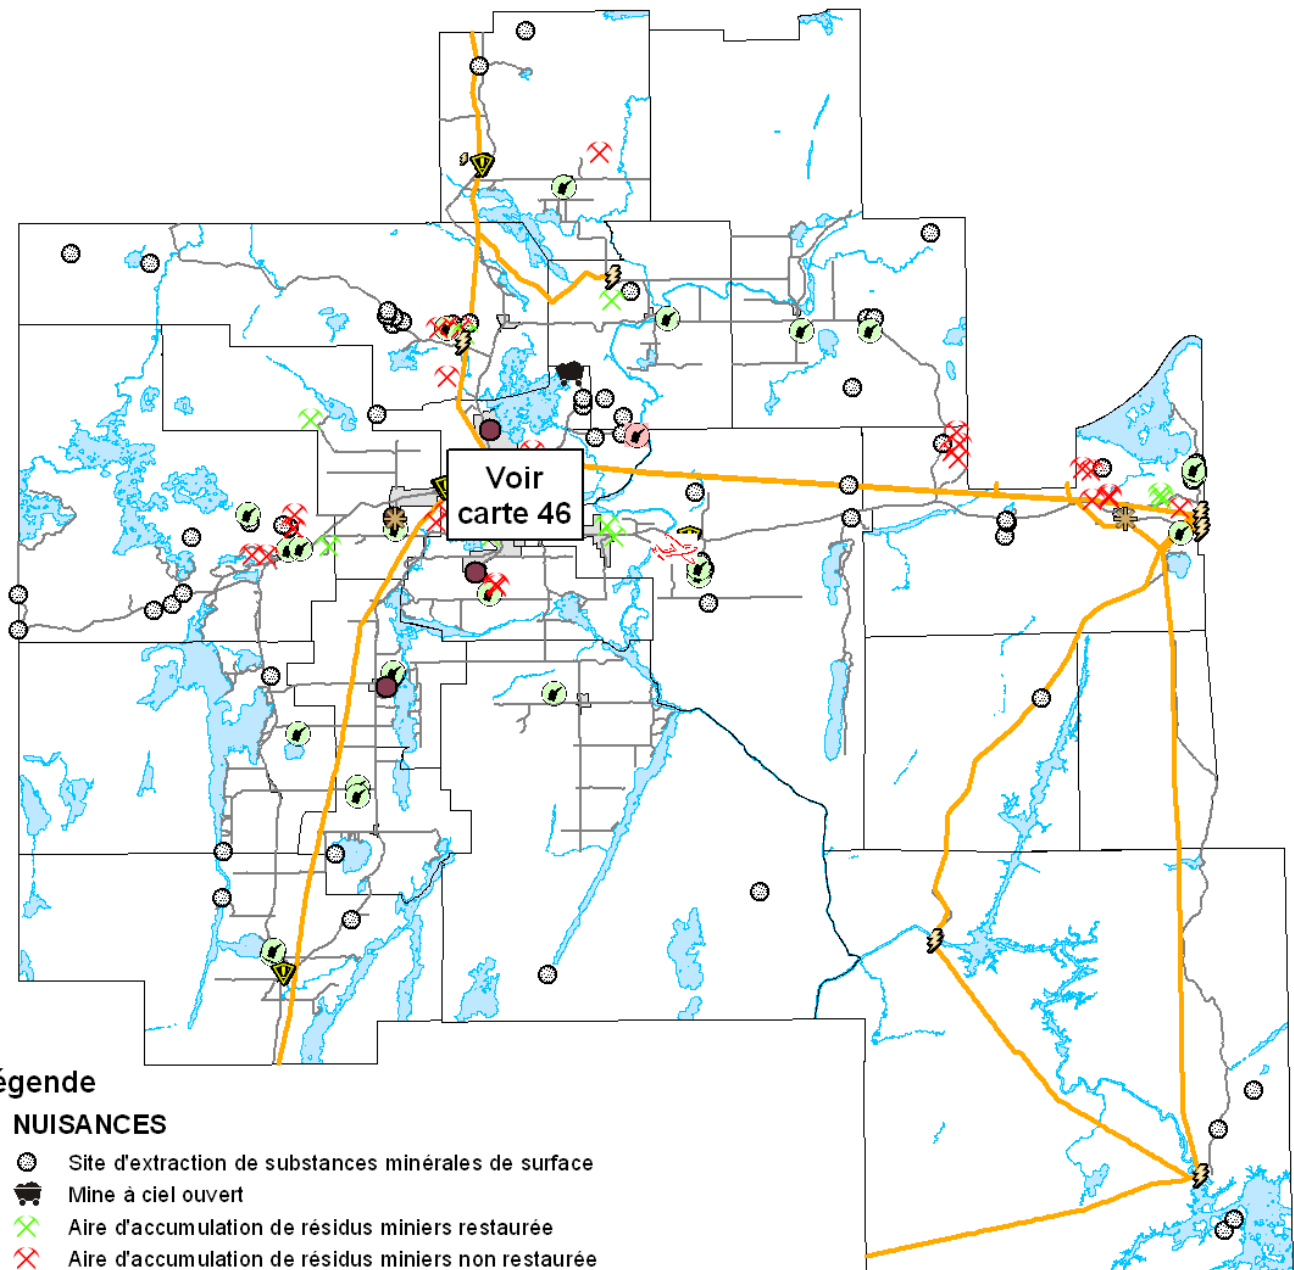 Voir
carte 46
égende
NUISANCES
Site d'extraction de substances minérales de surface
Mine à ciel ouvert
Aire d'accumulation de résidus miniers restaurée
Aire d'accumulation de résidus miniers non restaurée